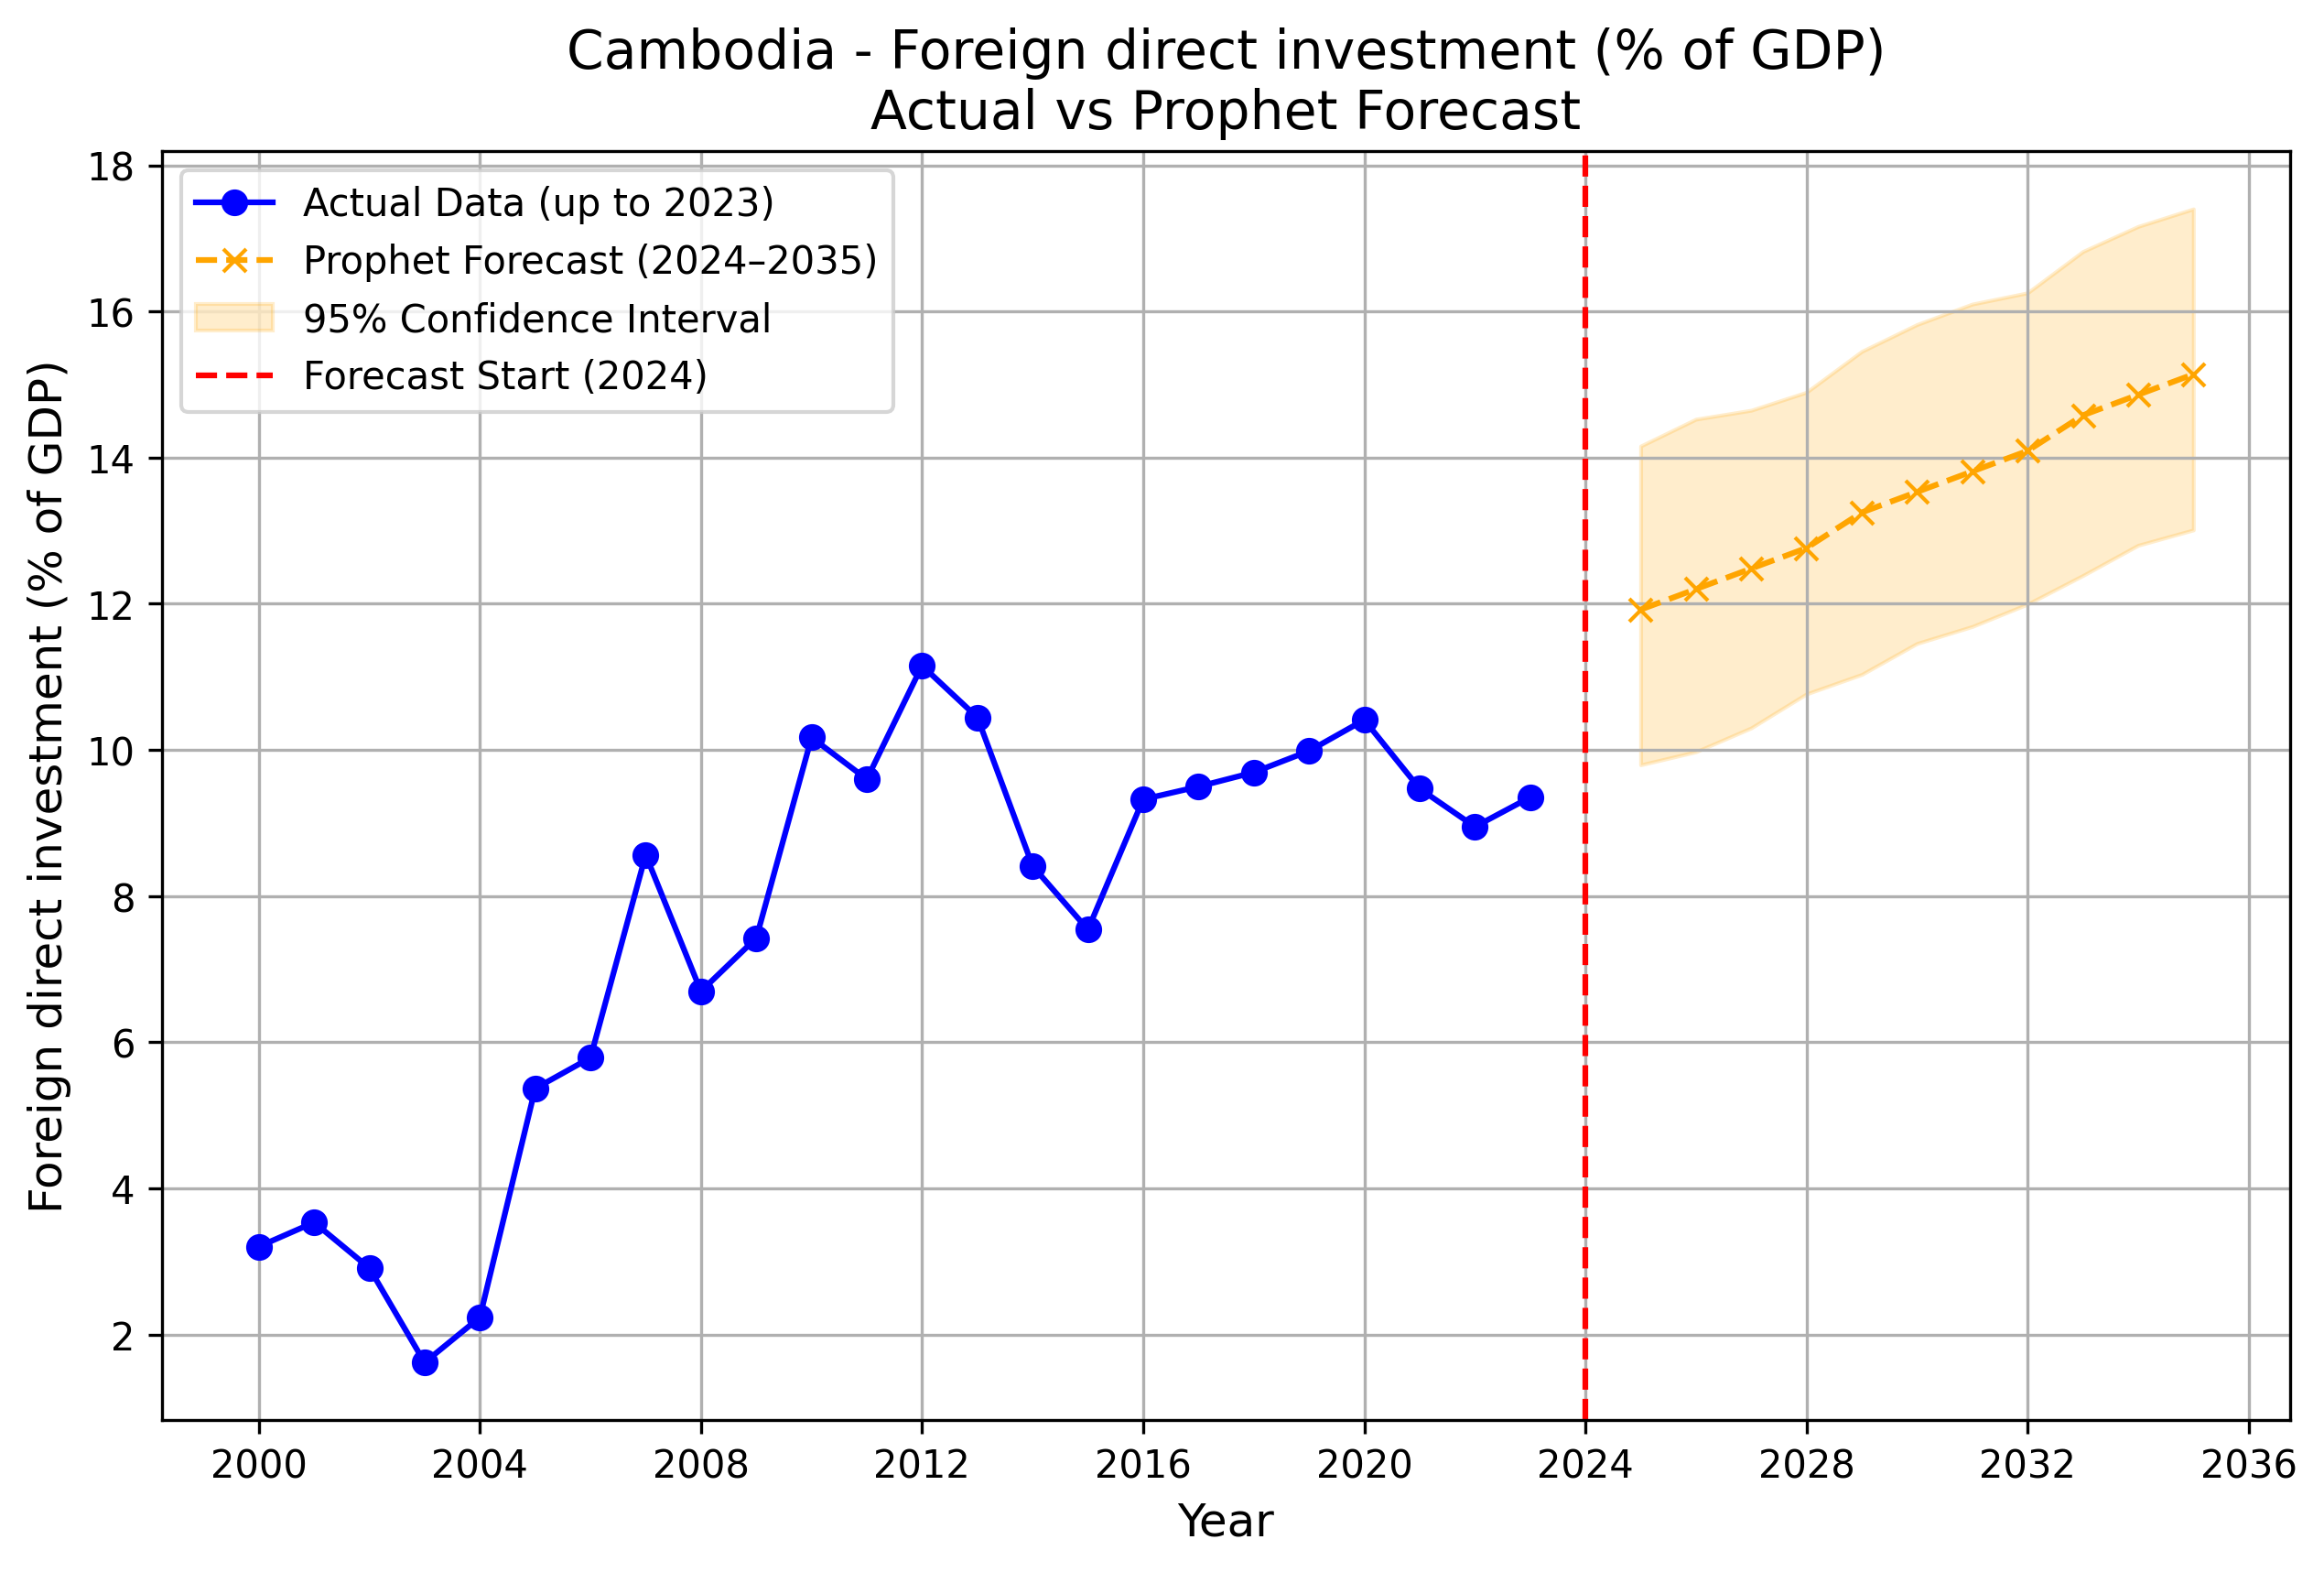 Cambodia - Foreign direct investment (% of GDP)
Actual vs Prophet Forecast
Actual Data (up to 2023)
Prophet Forecast (2024–2035)
95% Confidence Interval
Forecast Start (2024)
Foreign direct investment (% of GDP)
18
16
14
12
10
8
6
4
2
2000 2004 2008 2012 2016 2020 2024 2028 2032 2036
Year